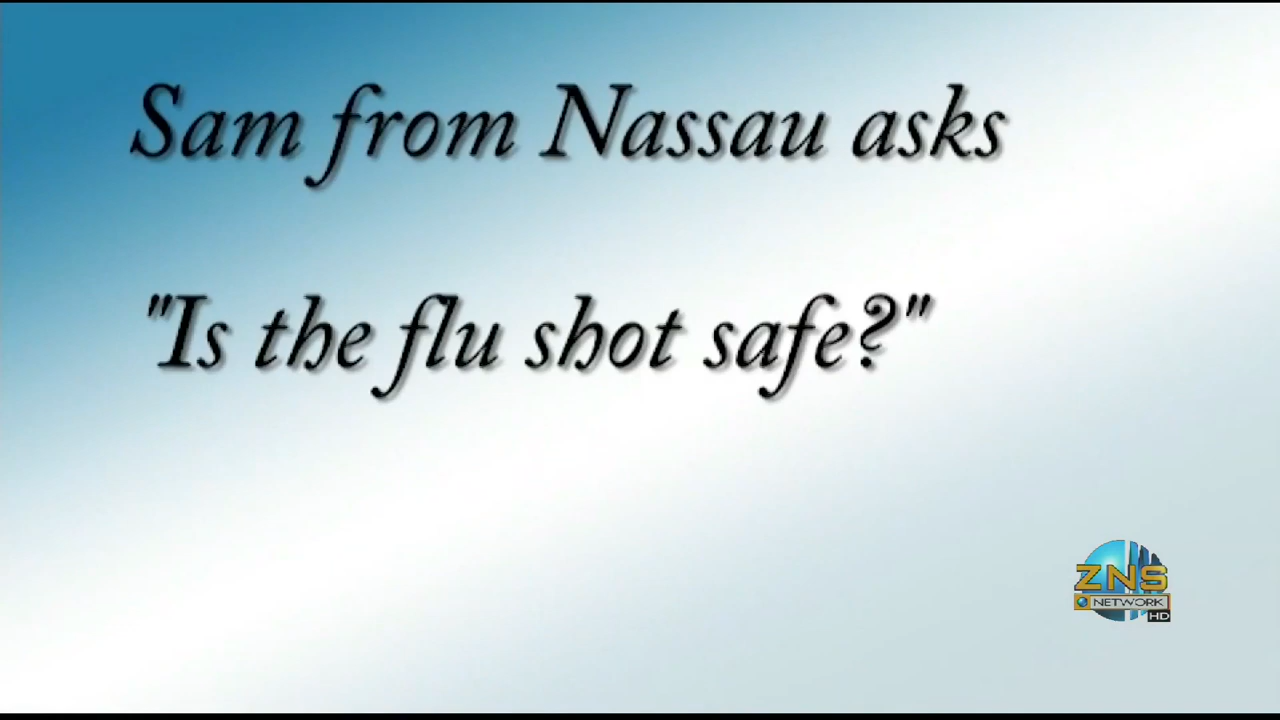 Sam from Nassau asks
"Is the flu shot safe?"
ZNS
NETWORK
HD